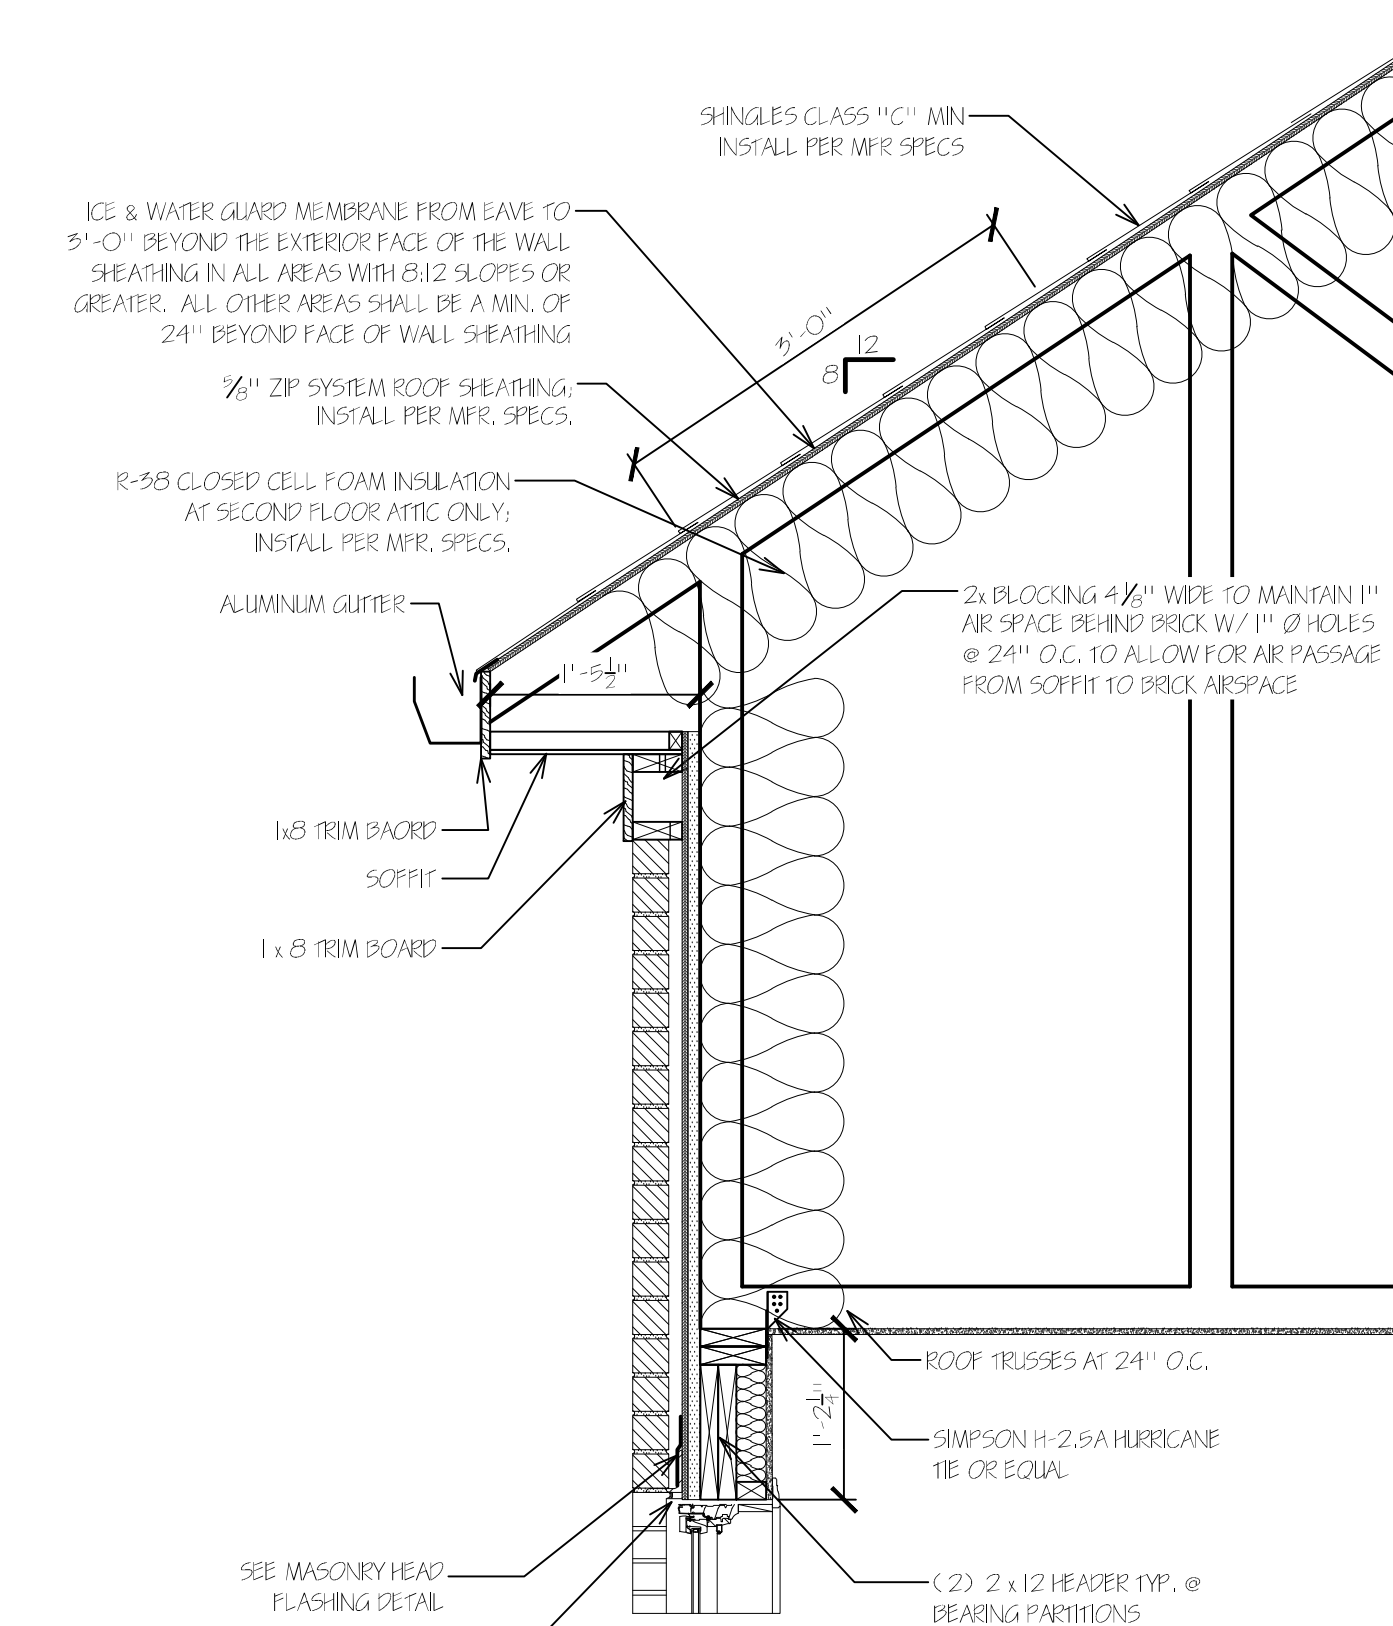 SHINGLES CLASS "C" MIN
INSTALL PER MFR SPECS
ICE & WATER GUARD MEMBRANE FROM EAVE TO
3'-0" BEYOND THE EXTERIOR FACE OF THE WALL
SHEATHING IN ALL AREAS WITH 8:12 SLOPES OR
GREATER. ALL OTHER AREAS SHALL BE A MIN. OF
24" BEYOND FACE OF WALL SHEATHING
3'-0"
12
8
5/8" ZIP SYSTEM ROOF SHEATHING;
INSTALL PER MFR. SPECS.
R-38 CLOSED CELL FOAM INSULATION
AT SECOND FLOOR ATTIC ONLY;
INSTALL PER MFR. SPECS.
ALUMINUM GUTTER
2x BLOCKING 4 1/8" WIDE TO MAINTAIN 1"
AIR SPACE BEHIND BRICK W/ 1" Ø HOLES
@ 24" O.C. TO ALLOW FOR AIR PASSAGE
FROM SOFFIT TO BRICK AIRSPACE
1'-5 1/2"
1x8 TRIM BAORD
SOFFIT
1 x 8 TRIM BOARD
ROOF TRUSSES AT 24" O.C.
1'-2 1/4"
SIMPSON H-2.5A HURRICANE
TIE OR EQUAL
SEE MASONRY HEAD
FLASHING DETAIL
(2) 2 x 12 HEADER TYP. @
BEARING PARTITIONS